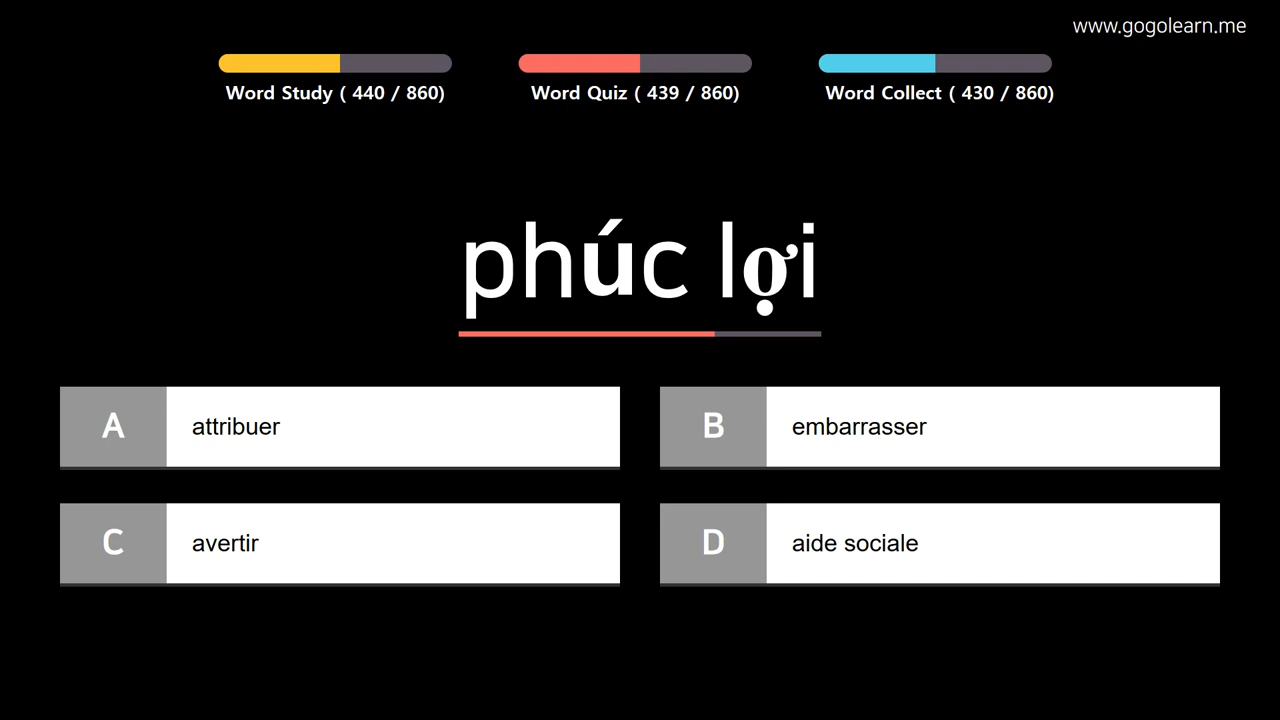 www.gogolearn.me
Word Study ( 440 / 860)
Word Quiz ( 439 / 860)
Word Collect ( 430 / 860)
phúc lợi
A attribuer
B embarrasser
C avertir
D aide sociale